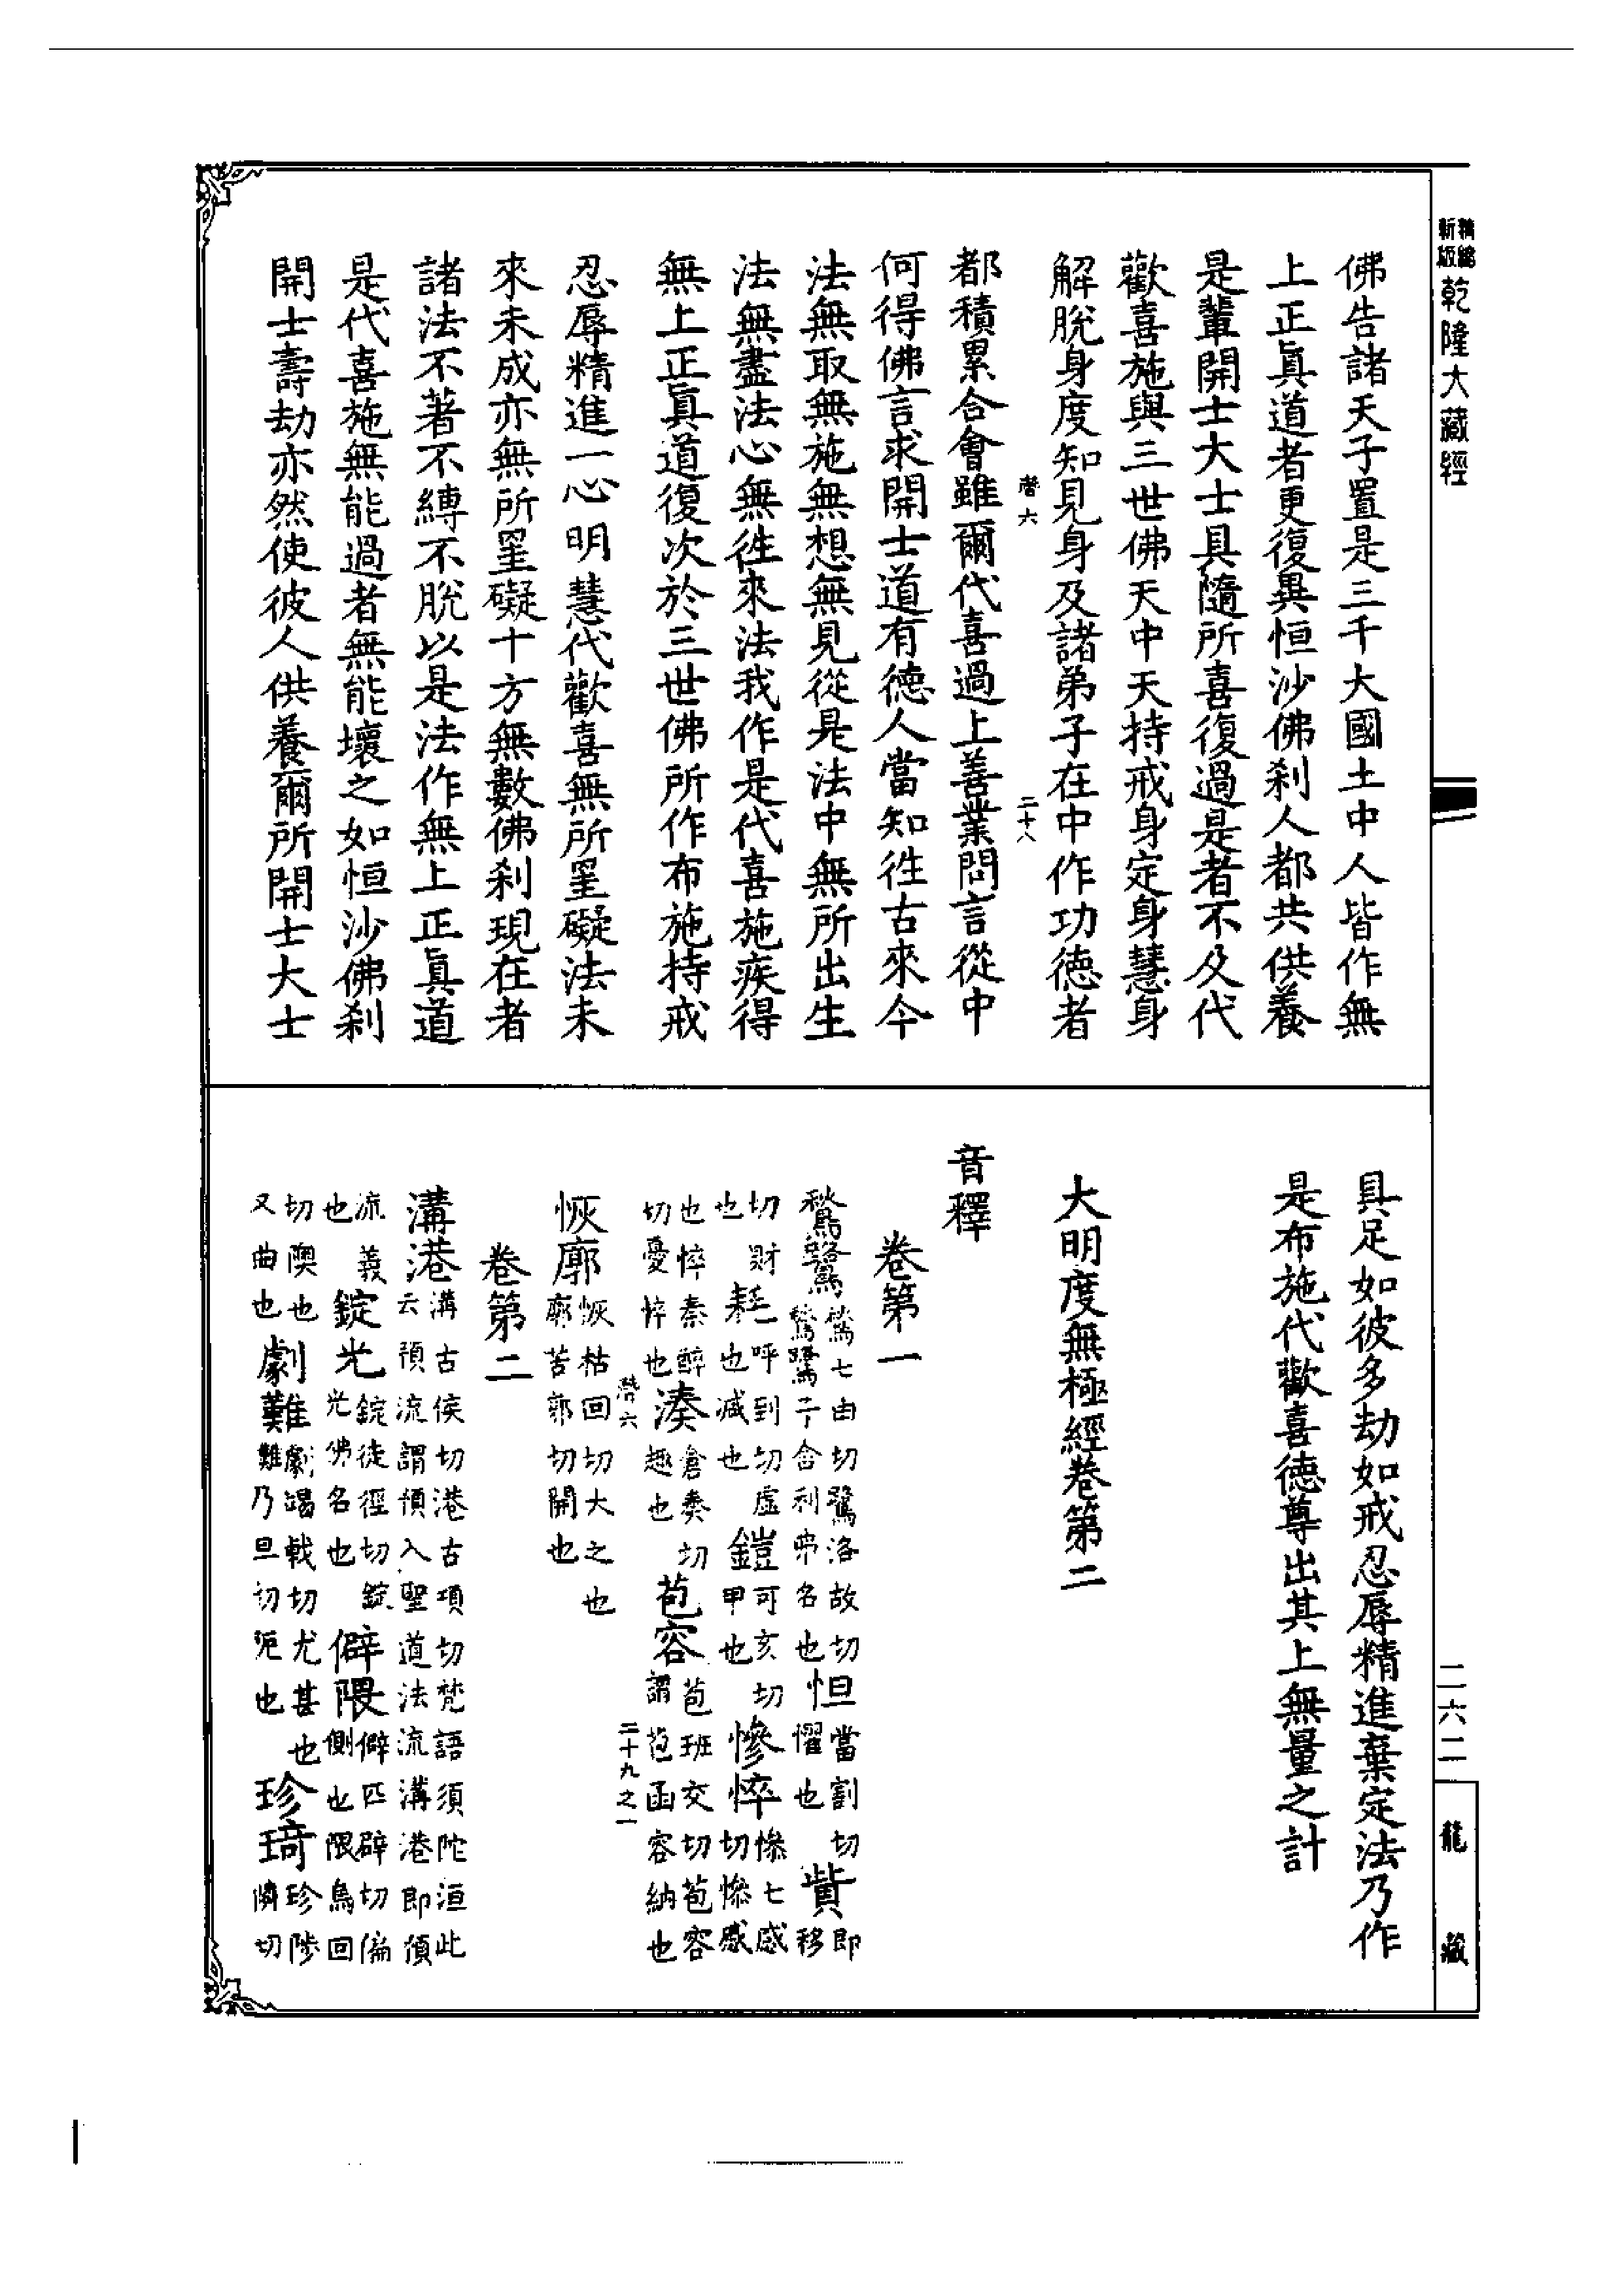 精編
新版
乾隆大藏經
佛告諸天子置是三千大國土中人皆作無
上正眞道者更復異恒沙佛刹人都共供養
是輩開士大士具隨所喜復過是者不及代
歡喜施與三世佛天中天持戒身定身慧身
解脫身度知見身及諸弟子在中作功德者
潜六
二十八
都積累合會雖爾代喜過上善業問言從中
何得佛言求開士道有德人當知徃古來今
法無取無施無想無見從是法中無所出生
法無盡法心無徃來法我作是代喜施疾得
無上正眞道復次於三世佛所作布施持戒
忍辱精進一心明慧代歡喜無所罣礙法未
來未成亦無所罣礙十方無數佛刹現在者
諸法不著不縛不脫以是法作無上正眞道
是代喜施無能過者無能壞之如恒沙佛刹
開士壽劫亦然使彼人供養爾所開士大士
具足如彼多劫如戒忍辱精進棄定法乃作
是布施代歡喜德尊出其上無量之計
大明度無極經卷第二
音釋
卷第一
鶖鷺鶖七由切鷺洛故切鶖鷺子舍利弗名也怛當割切懼也貲即移
切財也耗呼到切虛也減也鎧可亥切甲也慘悴慘七感切慘慼
也悴秦醉切憂悴也湊倉奏切趣也苞容苞班交切苞容謂苞函容納也
潜六
二十九之一
恢廓恢枯回切大之也廓苦郭切開也
卷第二
溝港溝古侯切港古項切梵語須陀洹此云預流謂預入聖道法流溝港即須
流義也錠光錠徒徑切錠光佛名也僻隈僻匹辟切偏側也隈烏回
切隩也又曲也劇難劇竭戟切尤甚也難乃旦切戹也珍琦珍陟隣切
二六二
龍藏